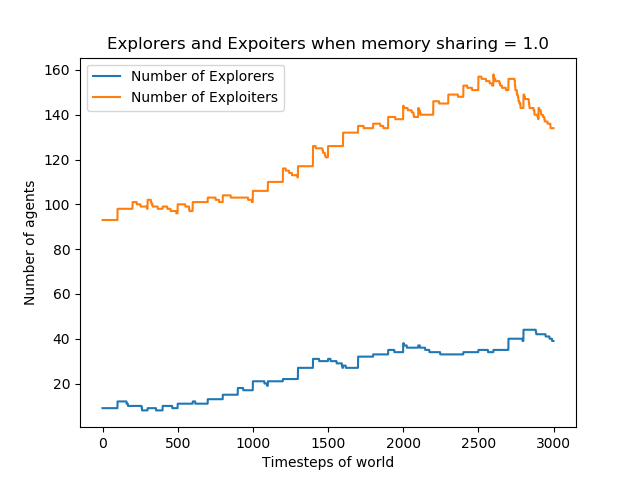 Explorers and Expoiters when memory sharing = 1.0
Number of Explorers
Number of Exploiters
160
140
120
100
80
60
40
20
Number of agents
0 500 1000 1500 2000 2500 3000
Timesteps of world